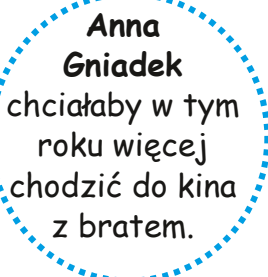 Anna
Gniadek
chciałaby w tym
roku więcej
chodzić do kina
z bratem.